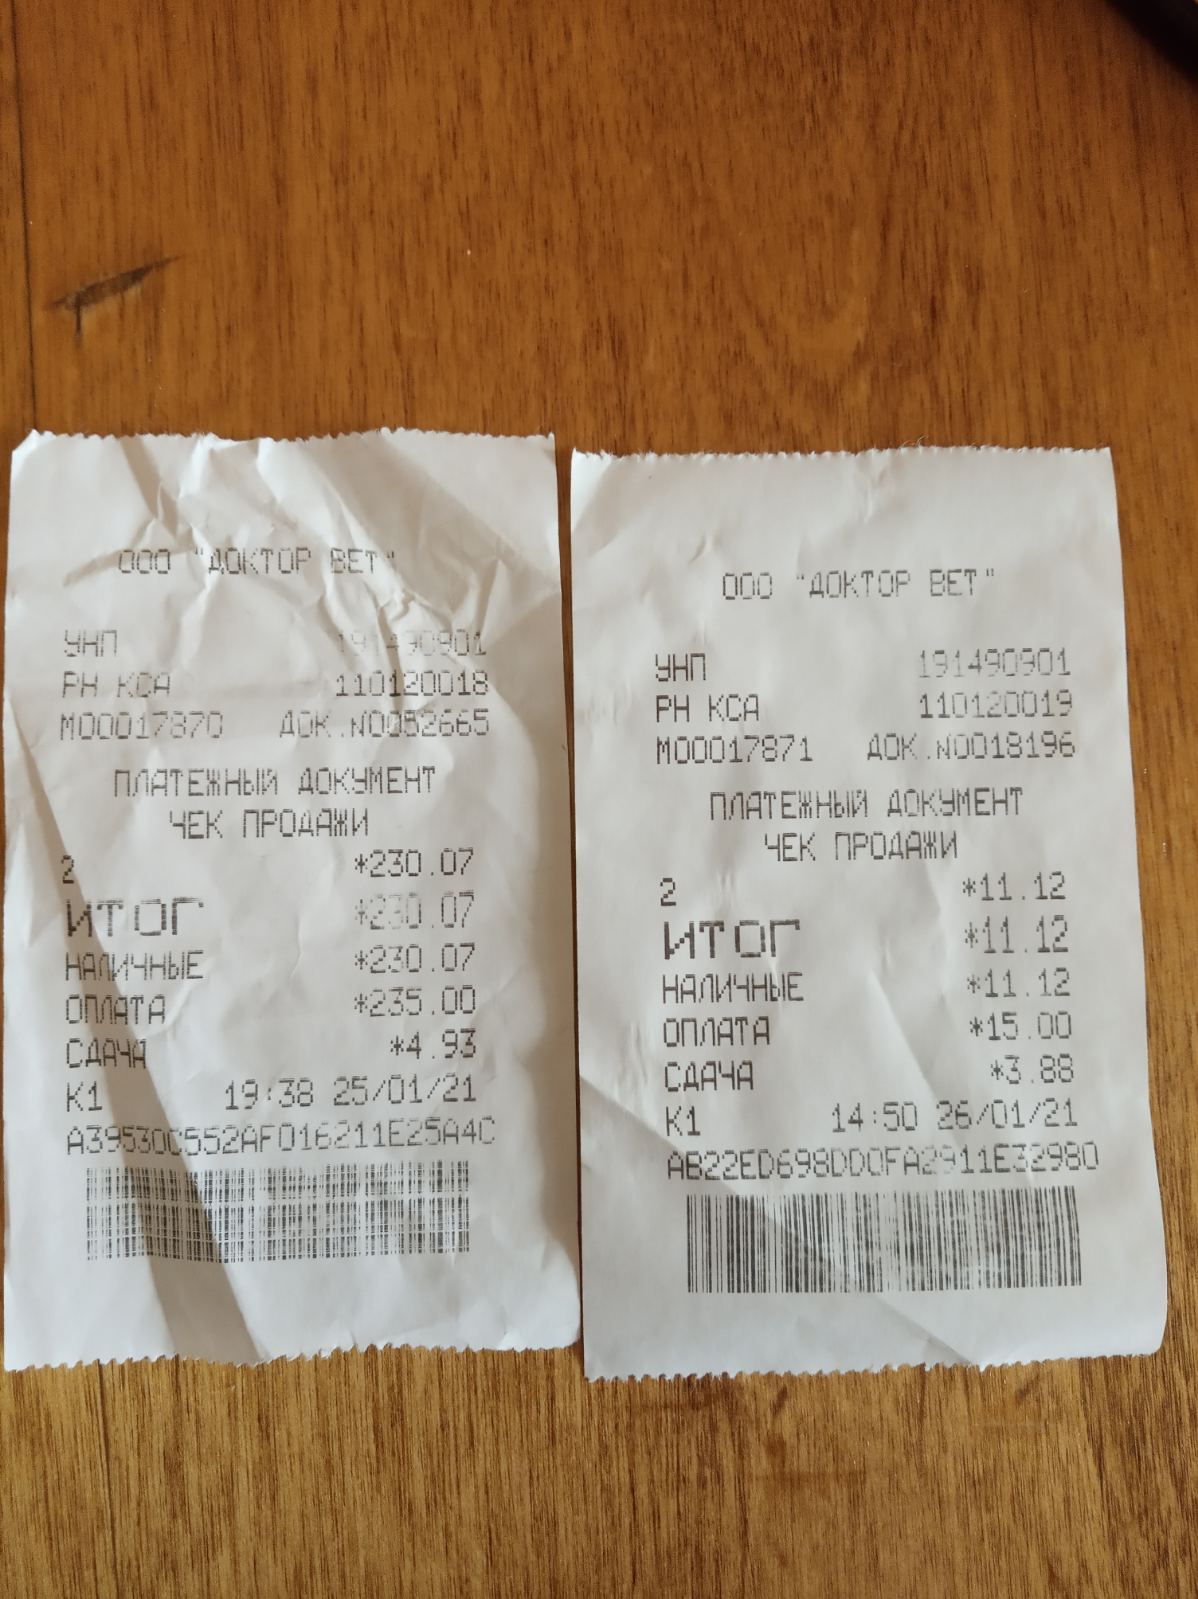 ООО "ДОКТОР ВЕТ"
УНП 191490901
РН КСА 110120018
М00017870 ДОК.N0052665
ПЛАТЕЖНЫЙ ДОКУМЕНТ
ЧЕК ПРОДАЖИ
2 *230.07
ИТОГ *230.07
НАЛИЧНЫЕ *230.07
ОПЛАТА *235.00
СДАЧА *4.93
К1 19:38 25/01/21
A39530C552AF016211E25A4C
ООО "ДОКТОР ВЕТ"
УНП 191490901
РН КСА 110120019
М00017871 ДОК.N0018196
ПЛАТЕЖНЫЙ ДОКУМЕНТ
ЧЕК ПРОДАЖИ
2 *11.12
ИТОГ *11.12
НАЛИЧНЫЕ *11.12
ОПЛАТА *15.00
СДАЧА *3.88
К1 14:50 26/01/21
AB22ED698DD0FA2911E32980